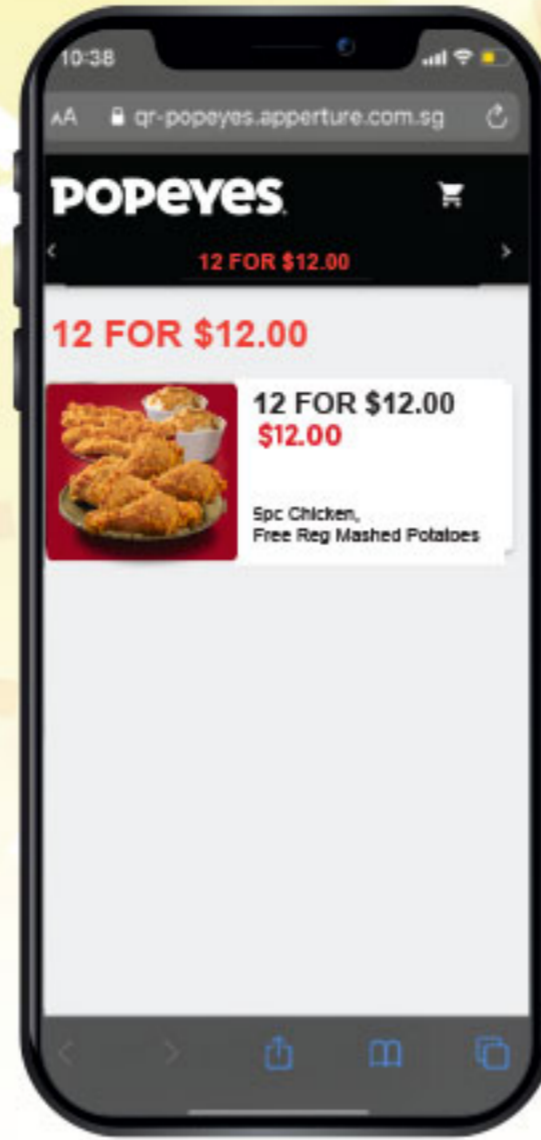 10:38
AA qr-popeyes.apperture.com.sg
POPEYES
12 FOR $12.00
12 FOR $12.00
12 FOR $12.00
$12.00
5pc Chicken,
Free Reg Mashed Potatoes